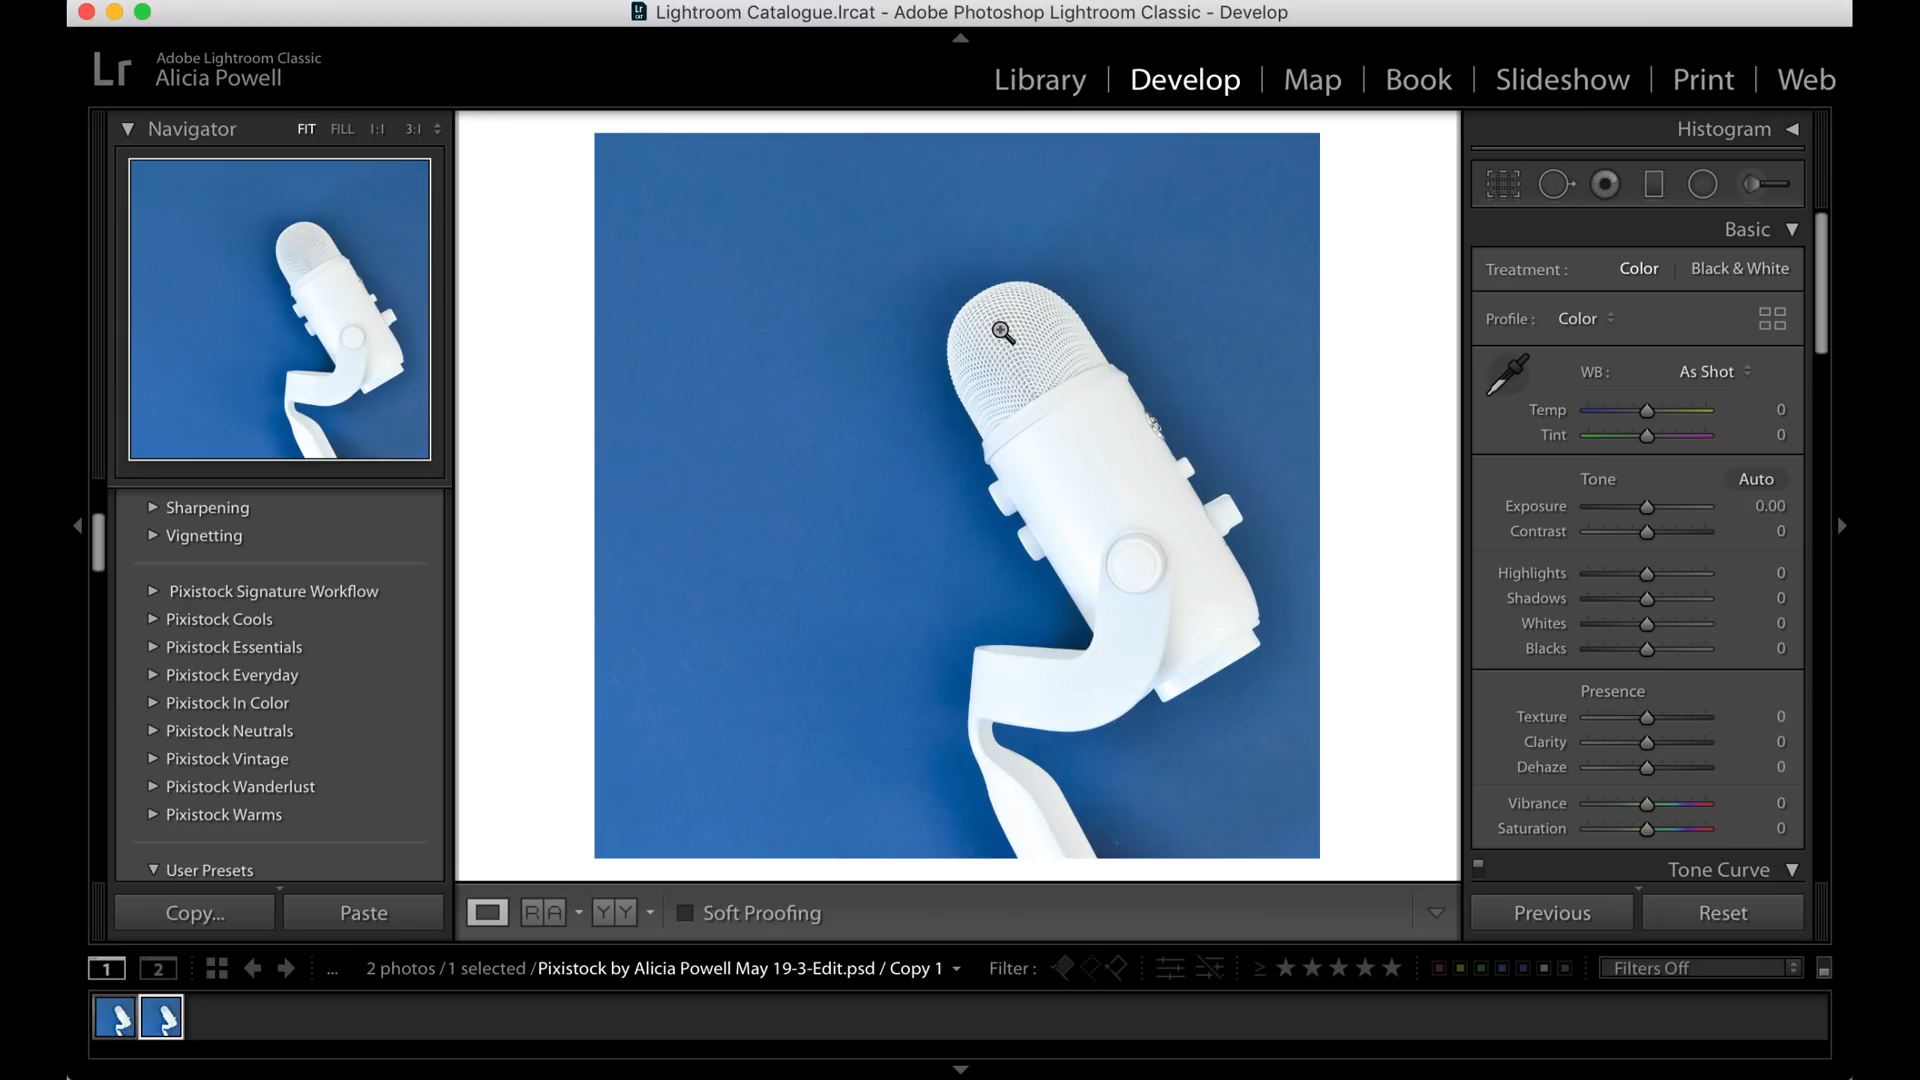 Lr CAT Lightroom Catalogue.lrcat - Adobe Photoshop Lightroom Classic - Develop
Lr
Adobe Lightroom Classic
Alicia Powell
Library | Develop | Map | Book | Slideshow | Print | Web
Navigator FIT FILL 1:1 3:1
Sharpening
Vignetting
Pixistock Signature Workflow
Pixistock Cools
Pixistock Essentials
Pixistock Everyday
Pixistock In Color
Pixistock Neutrals
Pixistock Vintage
Pixistock Wanderlust
Pixistock Warms
User Presets
Copy... Paste
R A Y Y Soft Proofing
Histogram
Basic
Treatment : Color | Black & White
Profile : Color
WB : As Shot
Temp 0
Tint 0
Tone Auto
Exposure 0.00
Contrast 0
Highlights 0
Shadows 0
Whites 0
Blacks 0
Presence
Texture 0
Clarity 0
Dehaze 0
Vibrance 0
Saturation 0
Tone Curve
Previous Reset
1 2 ... 2 photos / 1 selected / Pixistock by Alicia Powell May 19-3-Edit.psd / Copy 1 Filter : ≥ ★★★★★ Filters Off